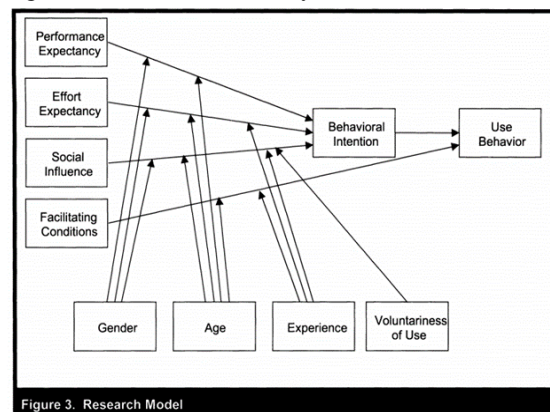 Performance
Expectancy
Effort
Expectancy
Social
Influence
Facilitating
Conditions
Behavioral
Intention
Use
Behavior
Gender
Age
Experience
Voluntariness
of Use
Figure 3. Research Model